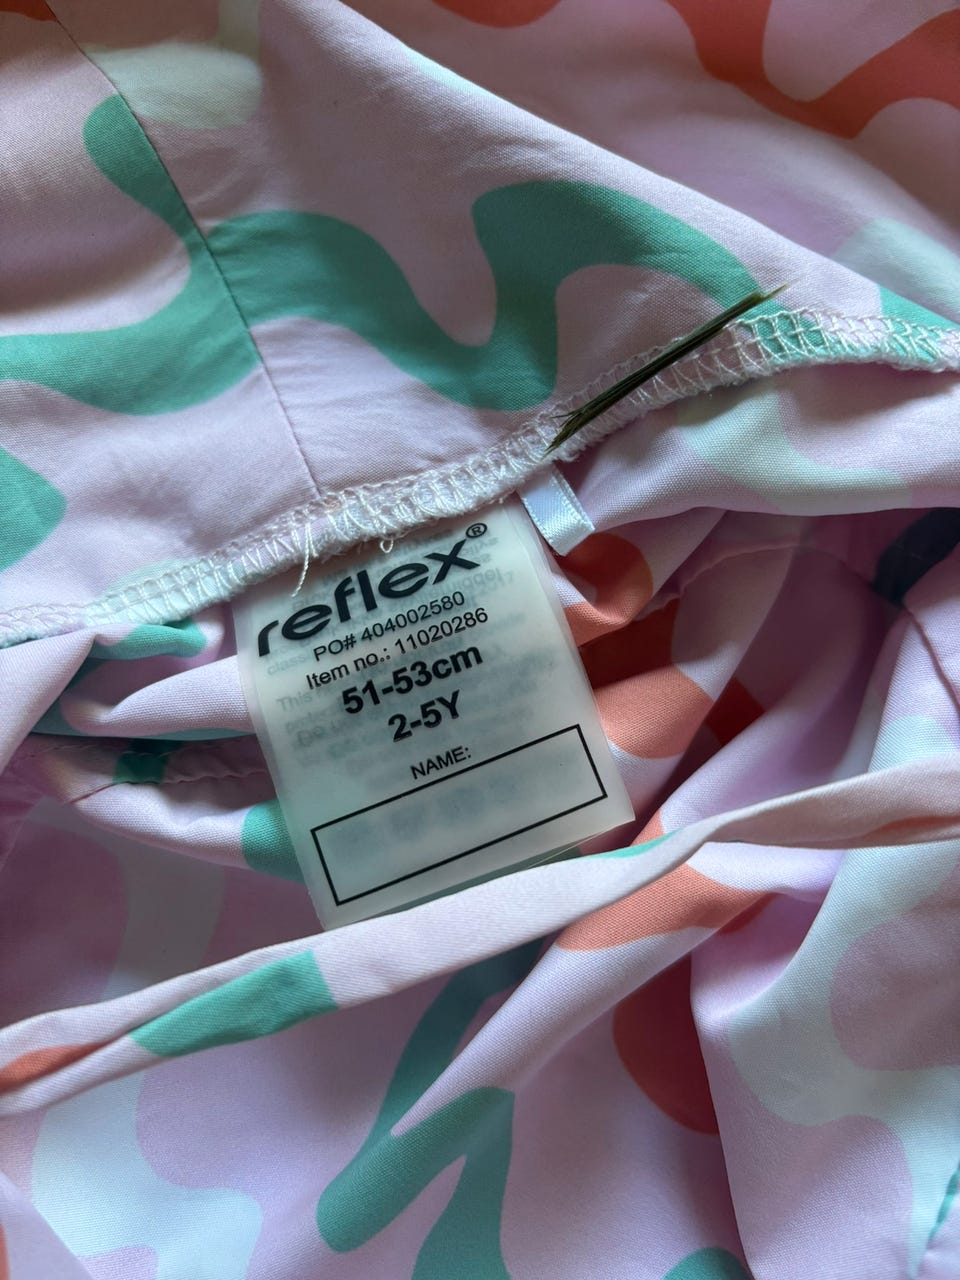 reflex®
PO# 404002580
Item no.: 11020286
51-53cm
2-5Y
NAME: